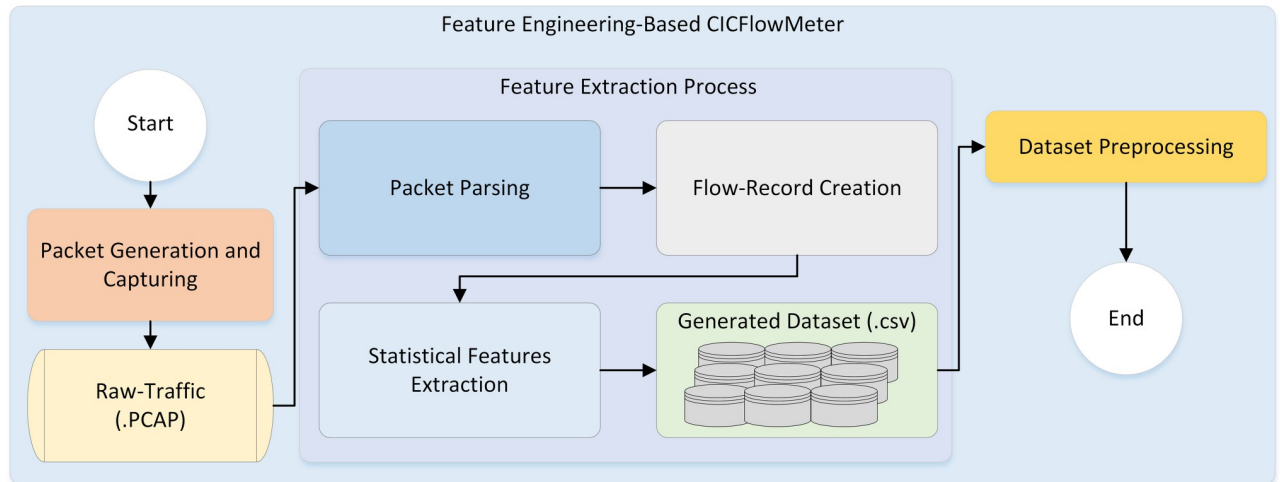 Feature Engineering-Based CICFlowMeter
Start
Packet Generation and
Capturing
Raw-Traffic
(.PCAP)
Feature Extraction Process
Packet Parsing
Flow-Record Creation
Statistical Features
Extraction
Generated Dataset (.csv)
Dataset Preprocessing
End